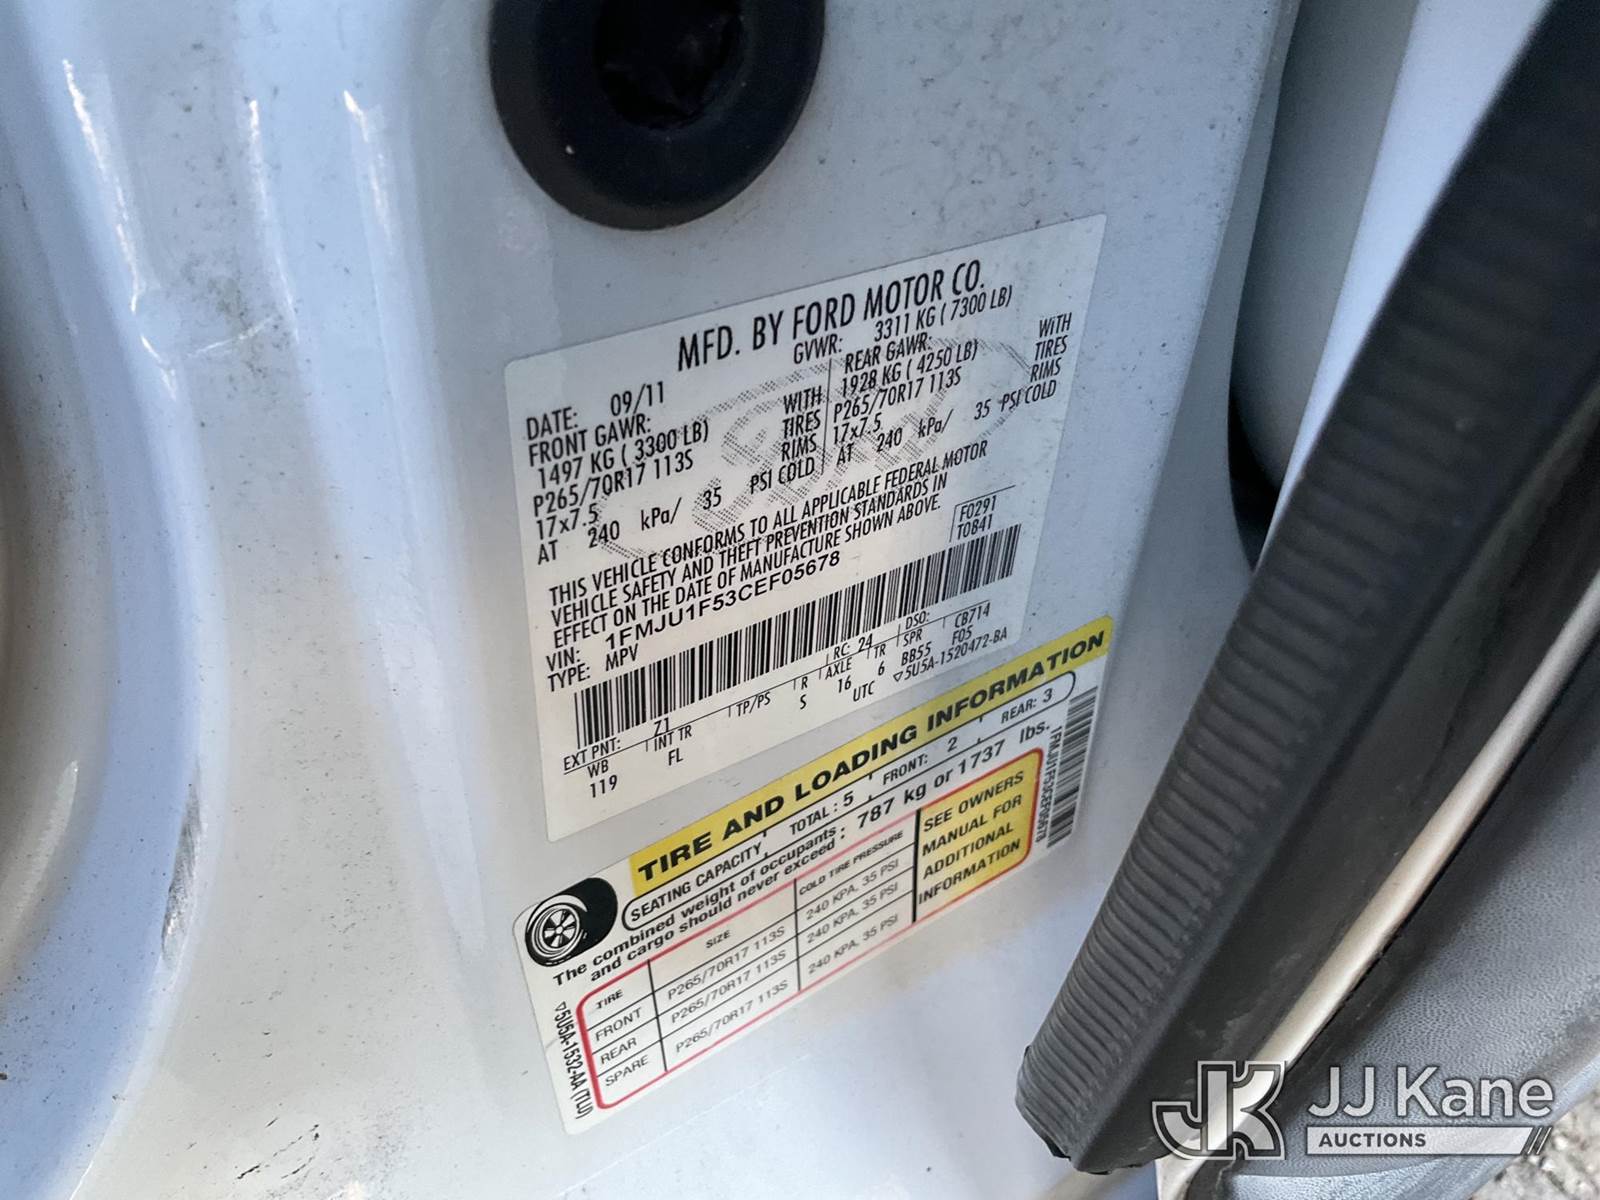 MFD. BY FORD MOTOR CO.
DATE: 09/11 GVWR: 3311 KG ( 7300 LB)
FRONT GAWR: REAR GAWR:
1497 KG ( 3300 LB) WITH 1928 KG ( 4250 LB) WITH
P265/70R17 113S TIRES P265/70R17 113S TIRES
17x7.5 RIMS 17x7.5 RIMS
AT 240 kPa/ 35 PSI COLD AT 240 kPa/ 35 PSI COLD
THIS VEHICLE CONFORMS TO ALL APPLICABLE FEDERAL MOTOR
VEHICLE SAFETY AND THEFT PREVENTION STANDARDS IN
EFFECT ON THE DATE OF MANUFACTURE SHOWN ABOVE.
F0291
T0841
VIN: 1FMJU1F53CEF05678
TYPE: MPV
EXT PNT: 71 RC: 24 DSO: CB714
WB INT TR TP/PS R AXLE TR SPR F05
119 FL S 16 6 BB55
UTC ▽5U5A-1520472-BA
TIRE AND LOADING INFORMATION
SEATING CAPACITY TOTAL: 5 FRONT: 2 REAR: 3
The combined weight of occupants and cargo should never exceed: 787 kg or 1737 lbs.
TIRE SIZE COLD TIRE PRESSURE
FRONT P265/70R17 113S 240 KPA, 35 PSI
REAR P265/70R17 113S 240 KPA, 35 PSI
SPARE P265/70R17 113S 240 KPA, 35 PSI
SEE OWNERS
MANUAL FOR
ADDITIONAL
INFORMATION
1FMJU1F53CEF05678
▽5U5A-1532-AA (TLU)
JK JJ Kane
AUCTIONS